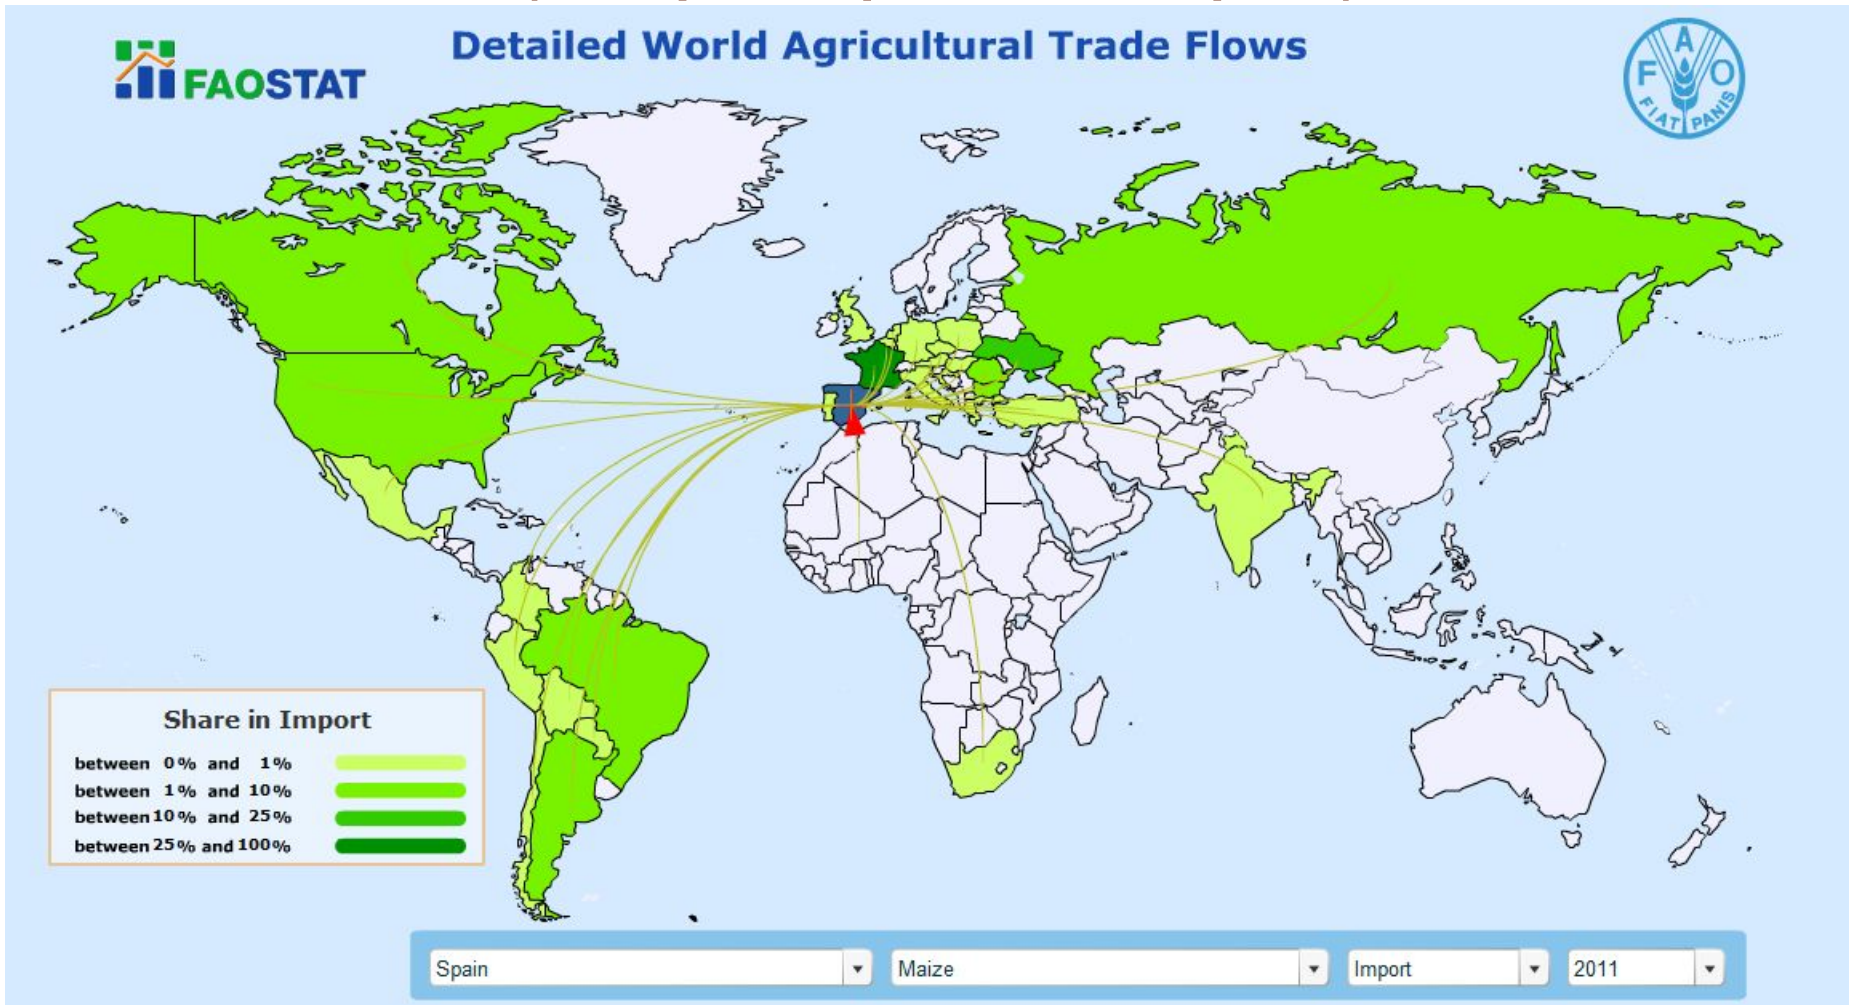 Detailed World Agricultural Trade Flows
FAOSTAT
F A O
FIAT PANIS
Share in Import
between 0% and 1%
between 1% and 10%
between 10% and 25%
between 25% and 100%
Spain
Maize
Import
2011